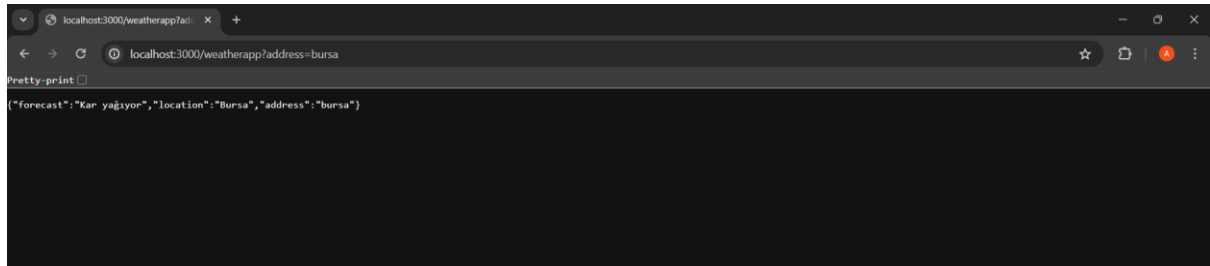 localhost:3000/weatherapp?ad
localhost:3000/weatherapp?address=bursa
A
Pretty-print
{"forecast":"Kar yağıyor","location":"Bursa","address":"bursa"}